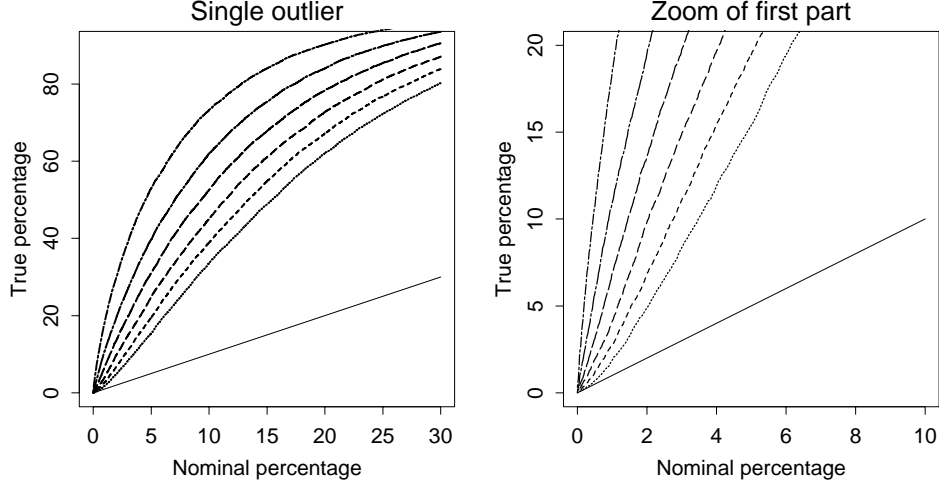 Single outlier
True percentage
0 20 40 60 80
0 5 10 15 20 25 30
Nominal percentage
Zoom of first part
True percentage
0 5 10 15 20
0 2 4 6 8 10
Nominal percentage